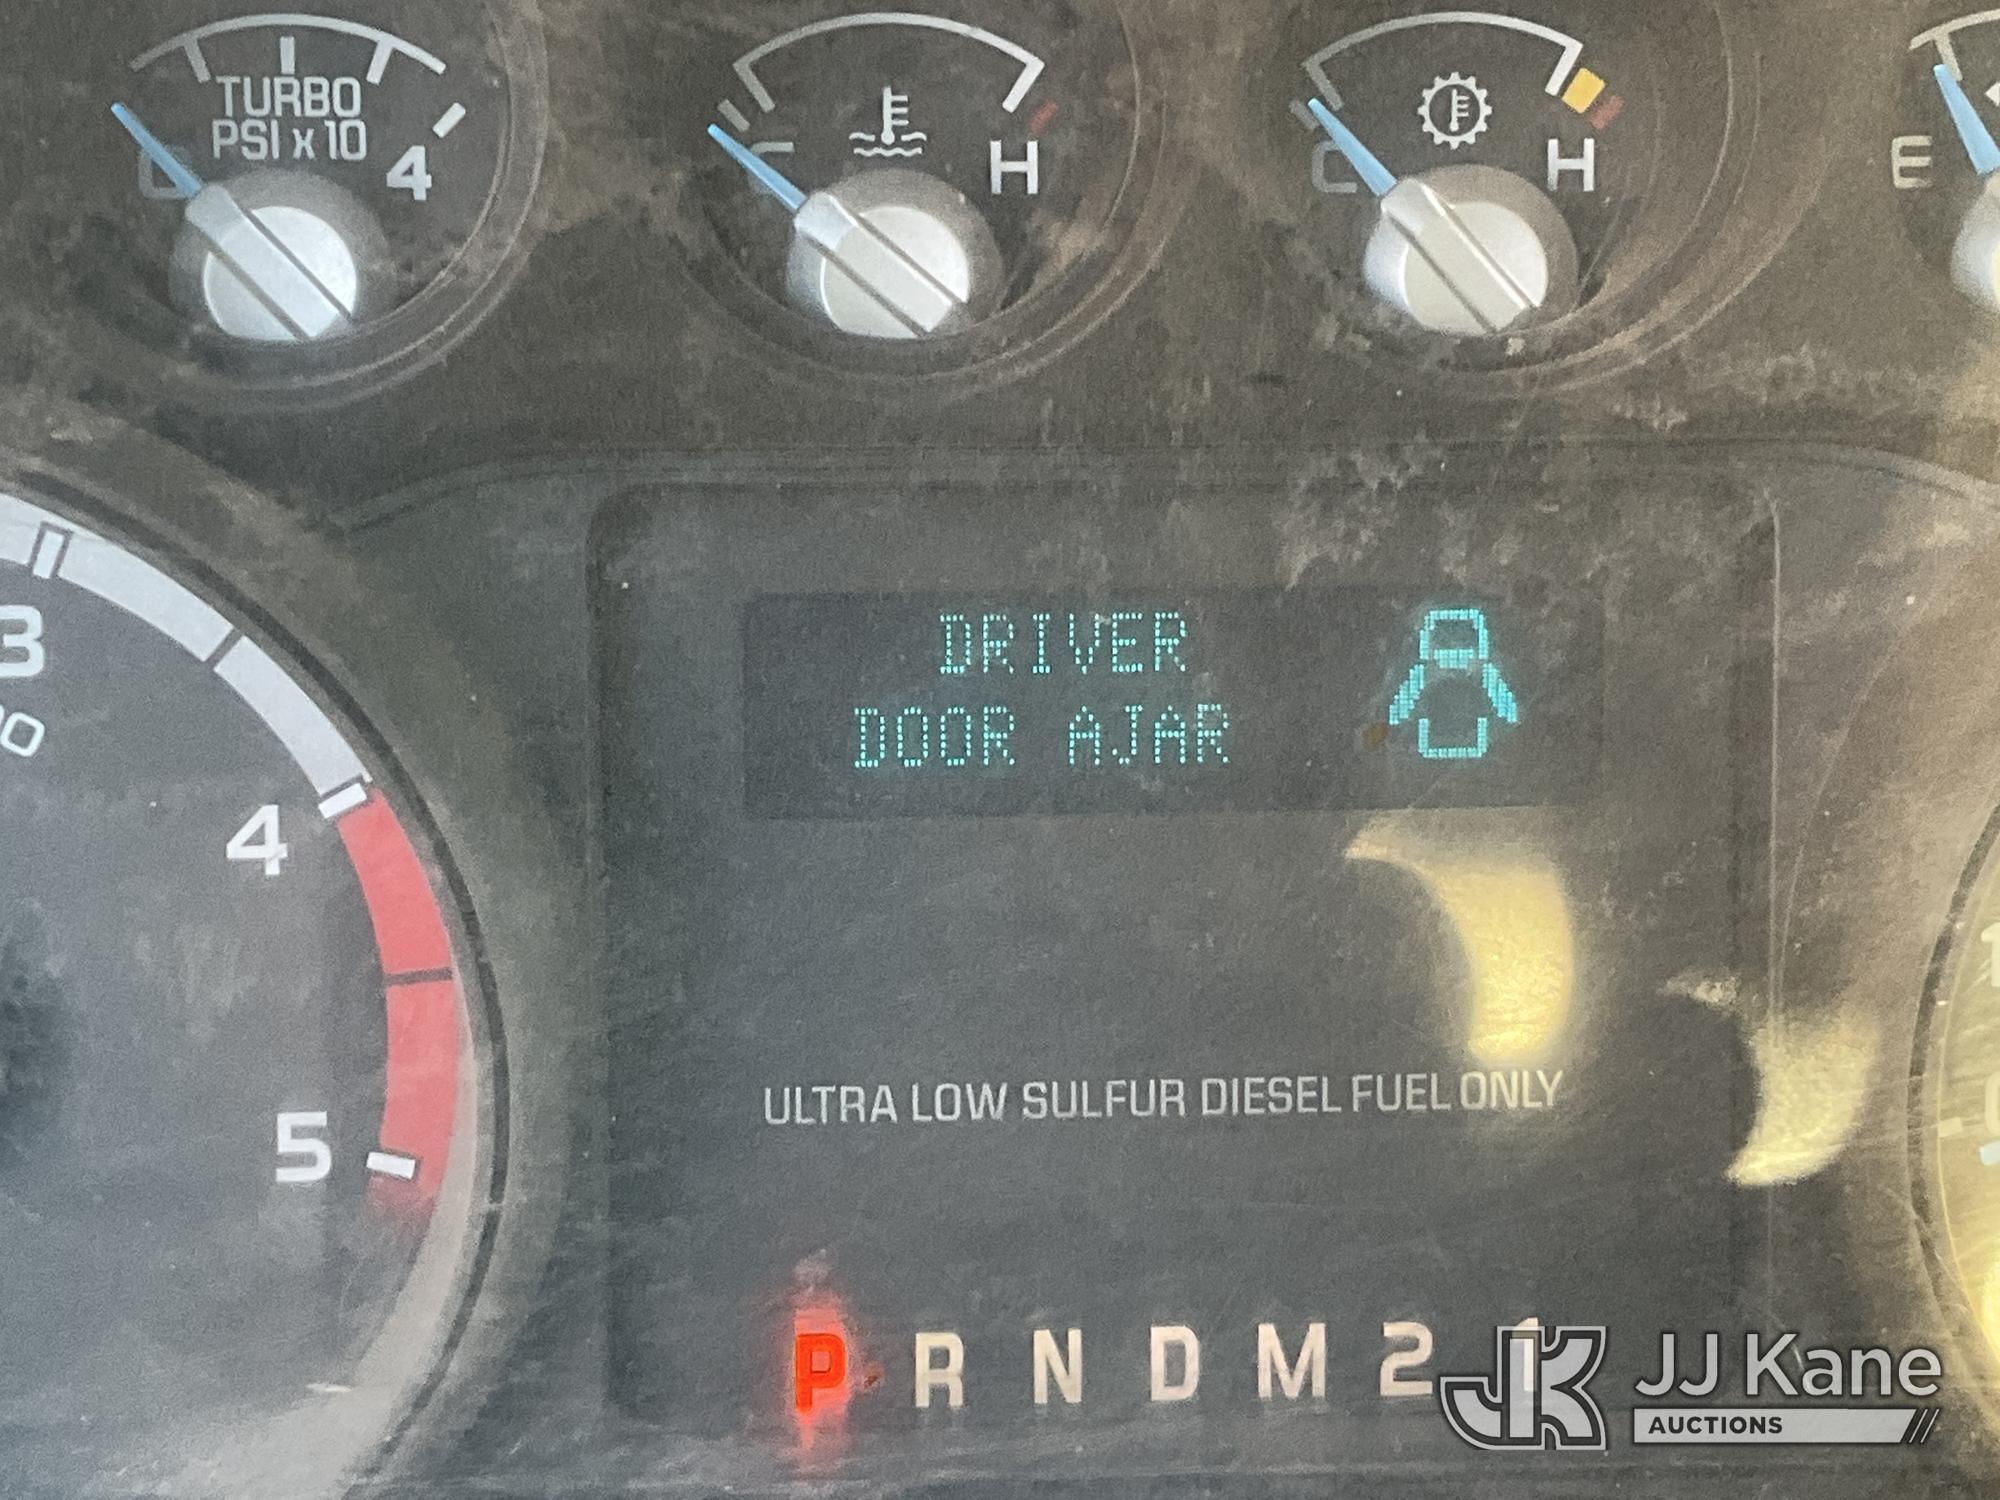 TURBO
PSI x 10
4
C
H
C
H
E
3
4
5
DRIVER
DOOR AJAR
ULTRA LOW SULFUR DIESEL FUEL ONLY
P R N D M 2 1
JJ Kane
AUCTIONS